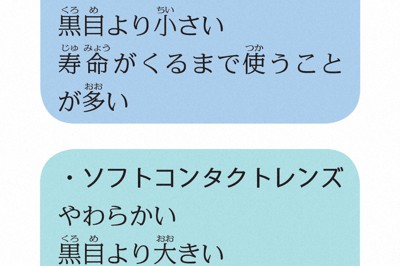 黒目より小さい
寿命がくるまで使うこと
が多い
・ソフトコンタクトレンズ
やわらかい
黒目より大きい